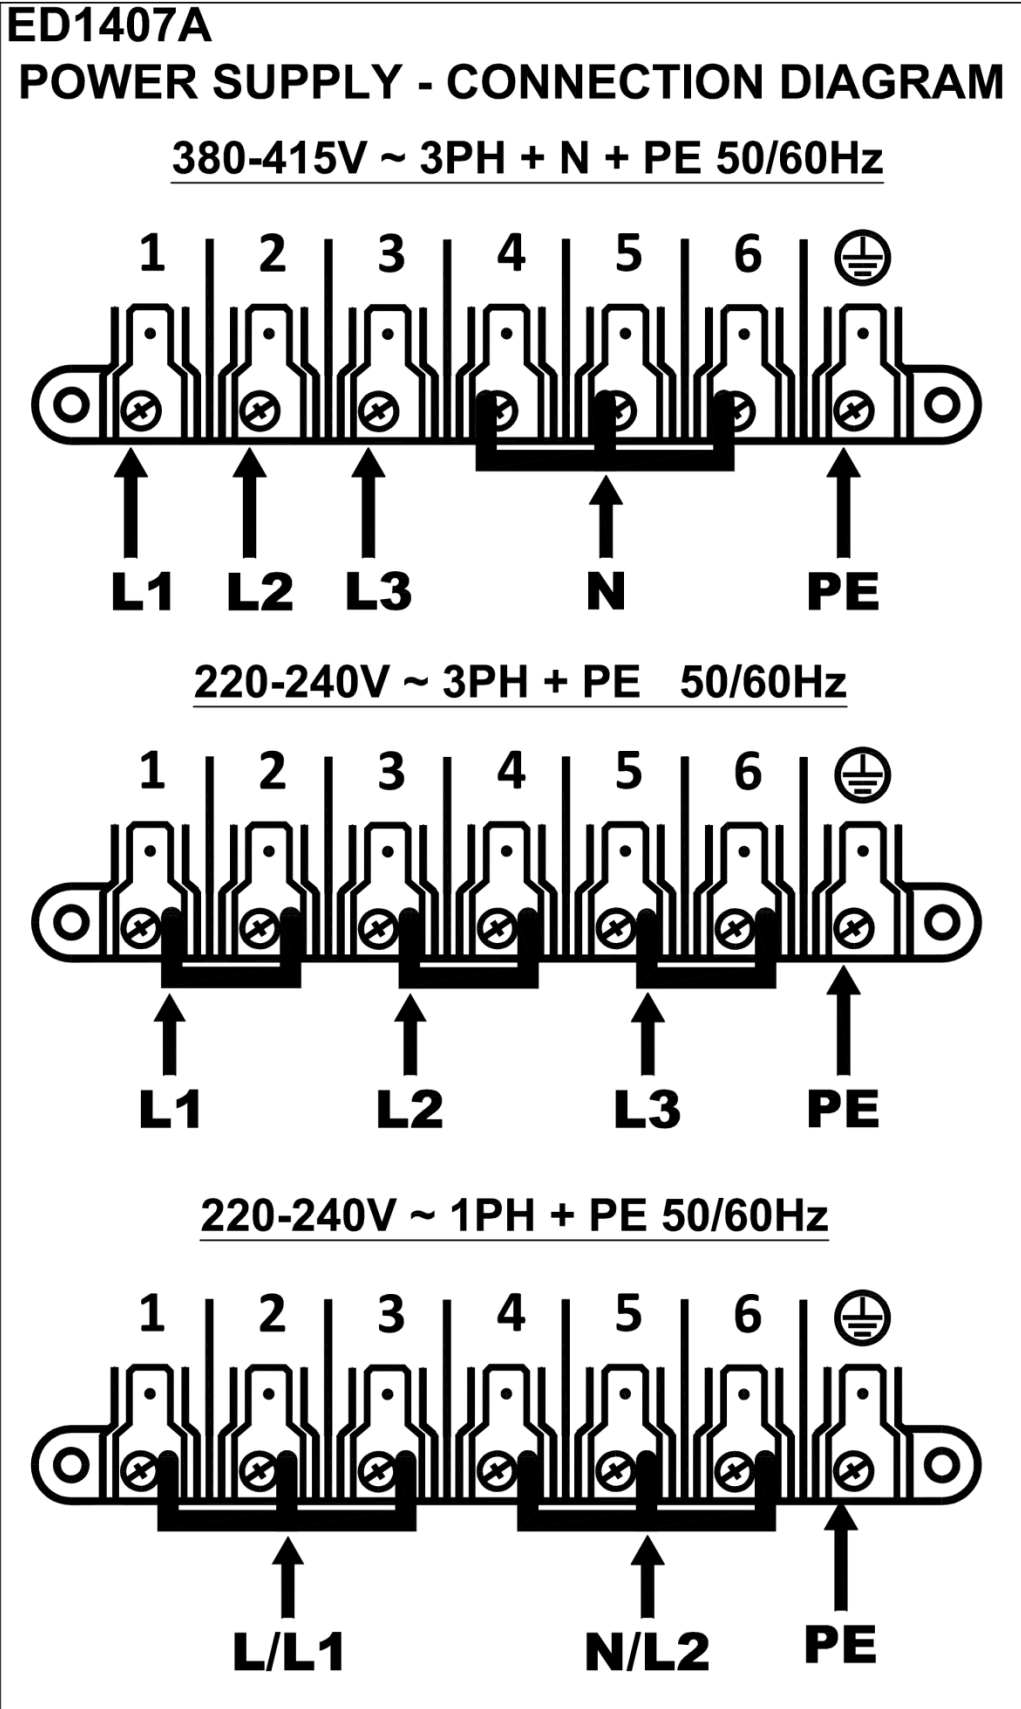 ED1407A
POWER SUPPLY - CONNECTION DIAGRAM
380-415V ~ 3PH + N + PE 50/60Hz
1 2 3 4 5 6
L1 L2 L3 N PE
220-240V ~ 3PH + PE 50/60Hz
1 2 3 4 5 6
L1 L2 L3 PE
220-240V ~ 1PH + PE 50/60Hz
1 2 3 4 5 6
L/L1 N/L2 PE